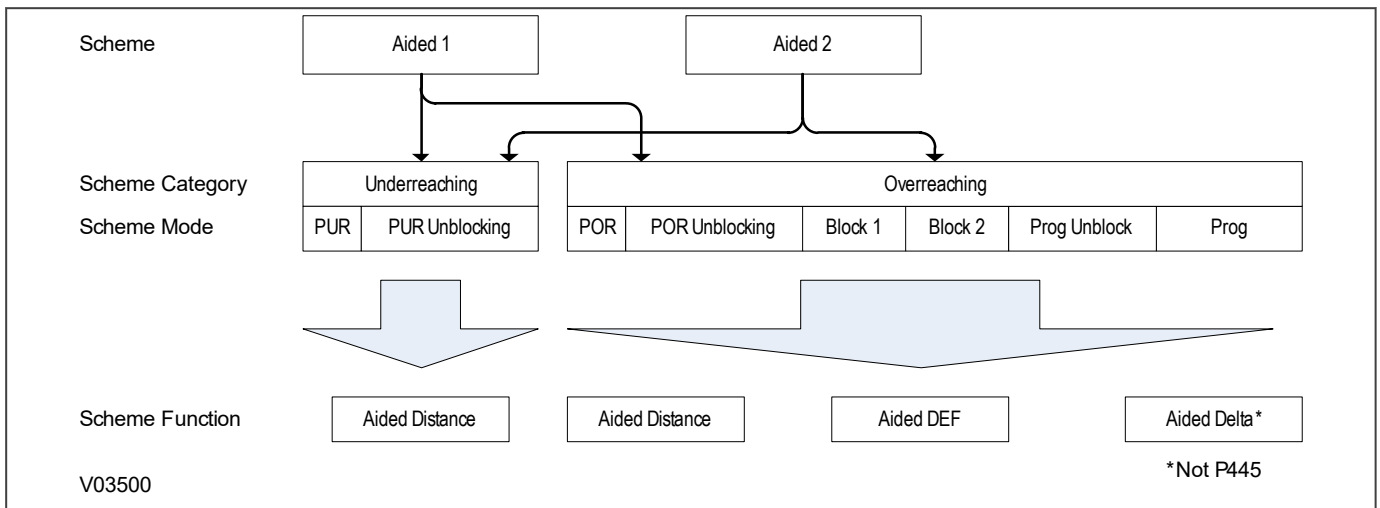 Scheme Aided 1 Aided 2
Scheme Category Underreaching Overreaching
Scheme Mode PUR PUR Unblocking POR POR Unblocking Block 1 Block 2 Prog Unblock Prog
Scheme Function Aided Distance Aided Distance Aided DEF Aided Delta*
*Not P445
V03500